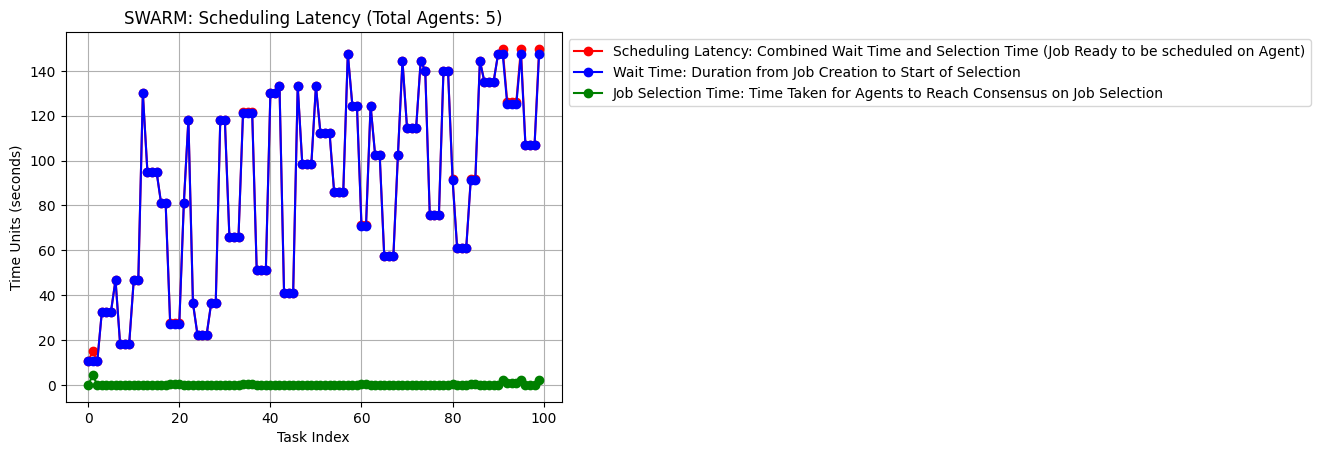 SWARM: Scheduling Latency (Total Agents: 5)
Scheduling Latency: Combined Wait Time and Selection Time (Job Ready to be scheduled on Agent)
Wait Time: Duration from Job Creation to Start of Selection
Job Selection Time: Time Taken for Agents to Reach Consensus on Job Selection
Time Units (seconds)
140
120
100
80
60
40
20
0
0 20 40 60 80 100
Task Index